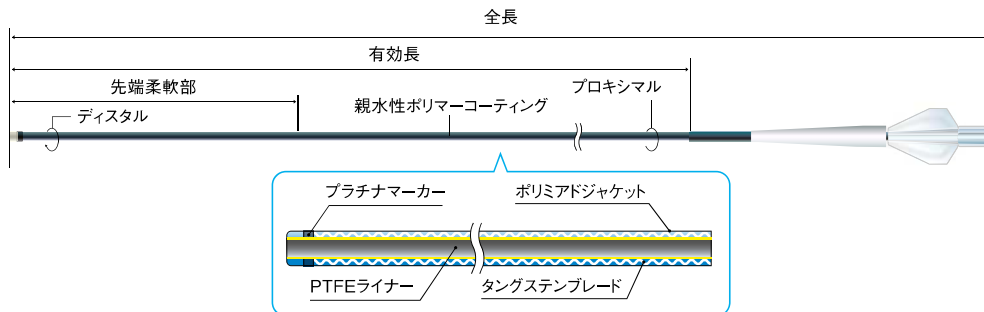 全長
有効長
先端柔軟部
プロキシマル
ディスタル
親水性ポリマーコーティング
プラチナマーカー
ポリミアドジャケット
PTFEライナー
タングステンブレード